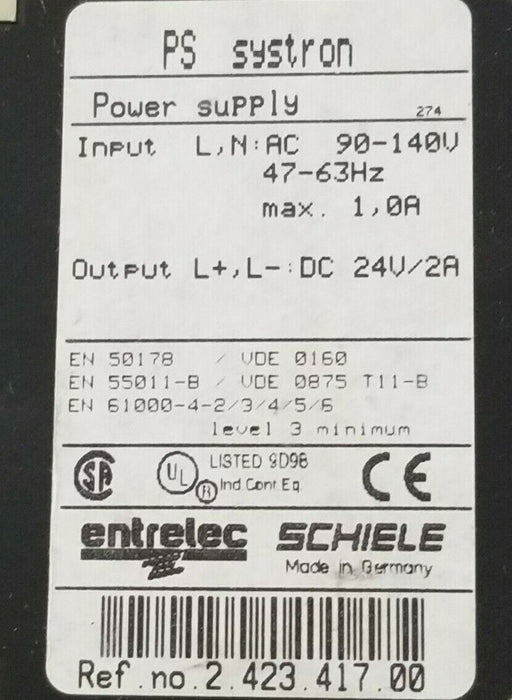 PS systron
Power supply 274
Input L,N:AC 90-140V
47-63Hz
max. 1,0A
Output L+,L-:DC 24V/2A
EN 50178 / VDE 0160
EN 55011-B / VDE 0875 T11-B
EN 61000-4-2/3/4/5/6
level 3 minimum
SA UL ® LISTED 9D98 CE
Ind.Cont.Eq.
entrelec SCHIELE
Made in Germany
Ref.no.2.423.417.00